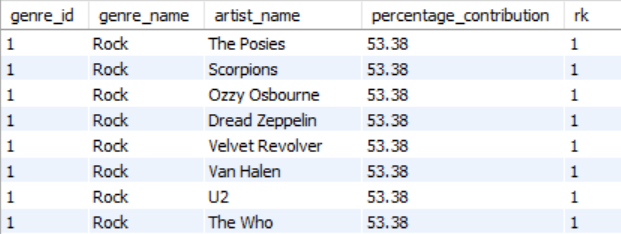 genre_id genre_name artist_name percentage_contribution rk
1 Rock The Posies 53.38 1
1 Rock Scorpions 53.38 1
1 Rock Ozzy Osbourne 53.38 1
1 Rock Dread Zeppelin 53.38 1
1 Rock Velvet Revolver 53.38 1
1 Rock Van Halen 53.38 1
1 Rock U2 53.38 1
1 Rock The Who 53.38 1